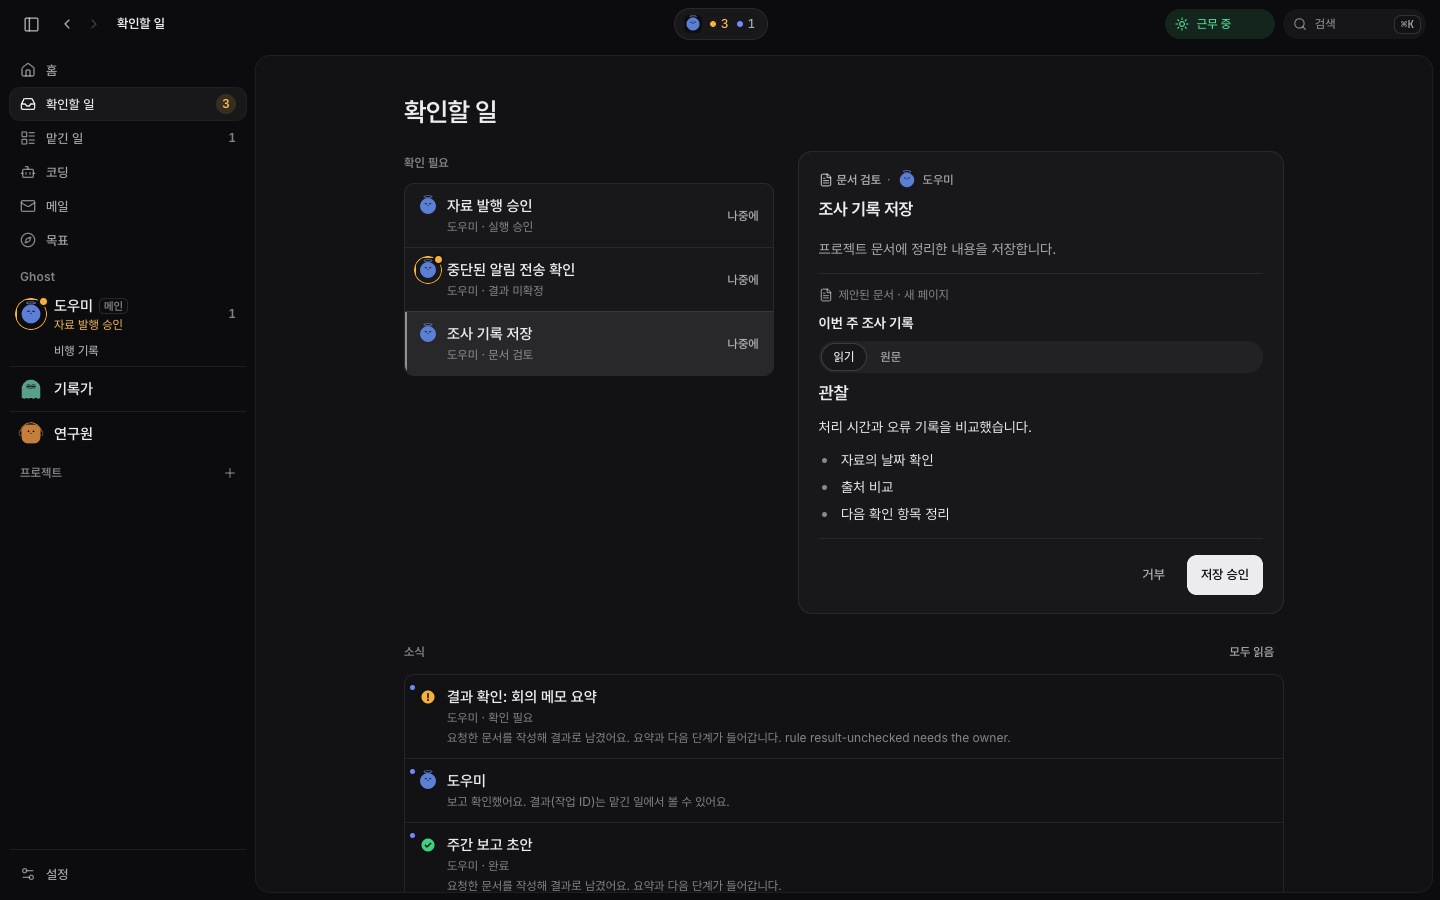 확인할 일
3 1
근무 중
검색 ⌘K
홈
확인할 일 3
맡긴 일 1
코딩
메일
목표
Ghost
도우미 메인 1
자료 발행 승인
비행 기록
기록가
연구원
프로젝트
설정
확인할 일
확인 필요
자료 발행 승인
도우미 · 실행 승인
나중에
중단된 알림 전송 확인
도우미 · 결과 미확정
나중에
조사 기록 저장
도우미 · 문서 검토
나중에
문서 검토 · 도우미
조사 기록 저장
프로젝트 문서에 정리한 내용을 저장합니다.
제안된 문서 · 새 페이지
이번 주 조사 기록
읽기 원문
관찰
처리 시간과 오류 기록을 비교했습니다.
• 자료의 날짜 확인
• 출처 비교
• 다음 확인 항목 정리
거부 저장 승인
소식 모두 읽음
결과 확인: 회의 메모 요약
도우미 · 확인 필요
요청한 문서를 작성해 결과로 남겼어요. 요약과 다음 단계가 들어갑니다. rule result-unchecked needs the owner.
도우미
보고 확인했어요. 결과(작업 ID)는 맡긴 일에서 볼 수 있어요.
주간 보고 초안
도우미 · 완료
요청한 문서를 작성해 결과로 남겼어요. 요약과 다음 단계가 들어갑니다.